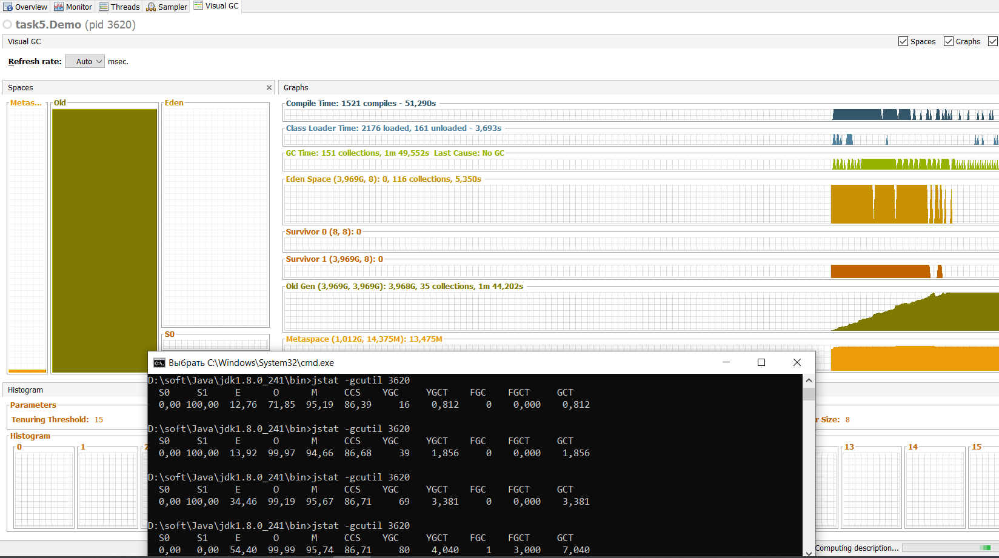 Overview Monitor Threads Sampler Visual GC
task5.Demo (pid 3620)
Visual GC
Spaces Graphs
Refresh rate: Auto msec.
Spaces
Metas...
Old
Eden
S0
Graphs
Compile Time: 1521 compiles - 51,290s
Class Loader Time: 2176 loaded, 161 unloaded - 3,693s
GC Time: 151 collections, 1m 49,552s Last Cause: No GC
Eden Space (3,969G, 8): 0, 116 collections, 5,350s
Survivor 0 (8, 8): 0
Survivor 1 (3,969G, 8): 0
Old Gen (3,969G, 3,969G): 3,968G, 35 collections, 1m 44,202s
Metaspace (1,012G, 14,375M): 13,475M
Histogram
Parameters
Tenuring Threshold: 15
r Size: 8
Histogram
0 1 2 13 14 15
C:\. Выбрать C:\Windows\System32\cmd.exe
D:\soft\Java\jdk1.8.0_241\bin>jstat -gcutil 3620
S0 S1 E O M CCS YGC YGCT FGC FGCT GCT
0,00 100,00 12,76 71,85 95,19 86,39 16 0,812 0 0,000 0,812
D:\soft\Java\jdk1.8.0_241\bin>jstat -gcutil 3620
S0 S1 E O M CCS YGC YGCT FGC FGCT GCT
0,00 100,00 13,92 99,97 94,66 86,68 39 1,856 0 0,000 1,856
D:\soft\Java\jdk1.8.0_241\bin>jstat -gcutil 3620
S0 S1 E O M CCS YGC YGCT FGC FGCT GCT
0,00 100,00 34,46 99,19 95,67 86,71 69 3,381 0 0,000 3,381
D:\soft\Java\jdk1.8.0_241\bin>jstat -gcutil 3620
S0 S1 E O M CCS YGC YGCT FGC FGCT GCT
0,00 0,00 54,40 99,99 95,74 86,71 80 4,040 1 3,000 7,040
Computing description...